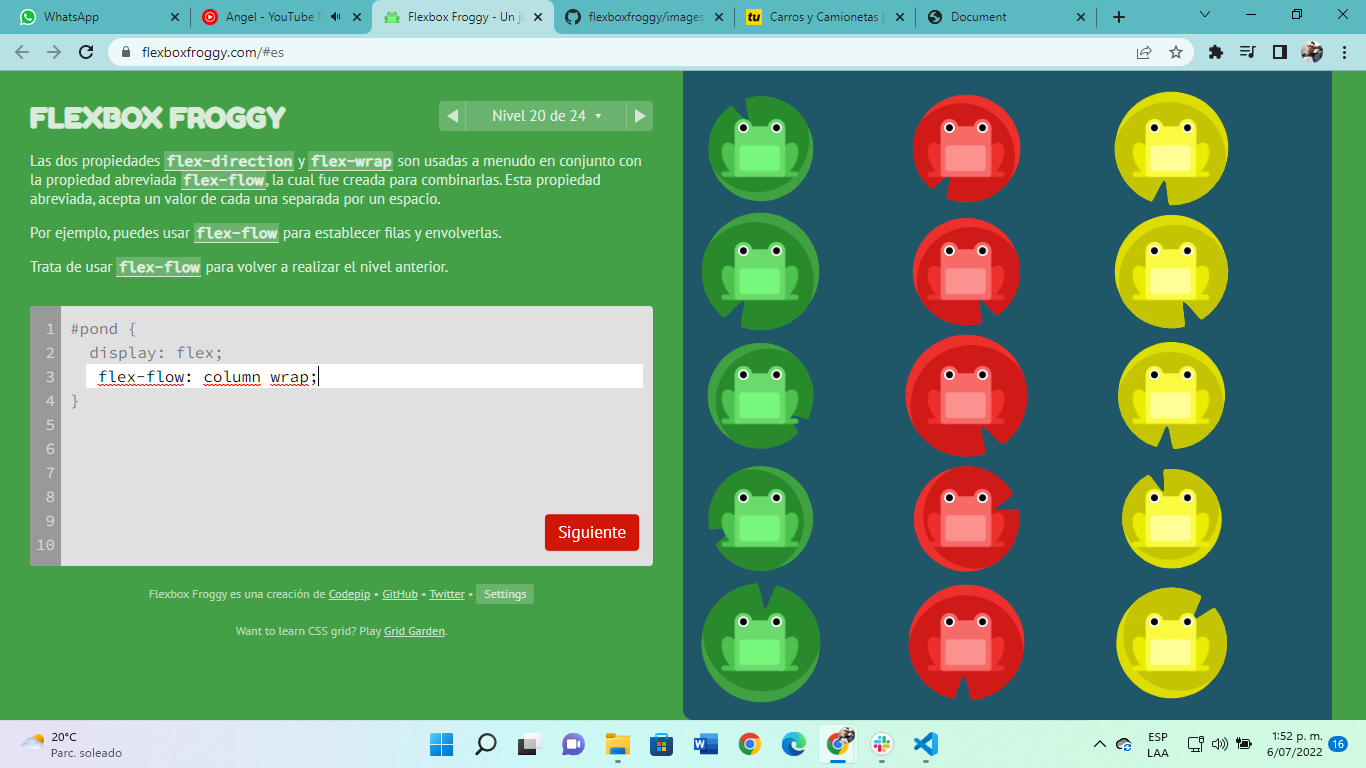 WhatsApp
Angel - YouTube
Flexbox Froggy - Un ju
flexboxfroggy/images
Carros y Camionetas
Document
flexboxfroggy.com/#es
FLEXBOX FROGGY
Nivel 20 de 24
Las dos propiedades flex-direction y flex-wrap son usadas a menudo en conjunto con
la propiedad abreviada flex-flow, la cual fue creada para combinarlas. Esta propiedad
abreviada, acepta un valor de cada una separada por un espacio.
Por ejemplo, puedes usar flex-flow para establecer filas y envolverlas.
Trata de usar flex-flow para volver a realizar el nivel anterior.
1 #pond {
2 display: flex;
3 flex-flow: column wrap;
4 }
5
6
7
8
9
10
Siguiente
Flexbox Froggy es una creación de Codepip • GitHub • Twitter • Settings
Want to learn CSS grid? Play Grid Garden.
20°C
Parc. soleado
ESP
LAA
1:52 p. m.
6/07/2022
16